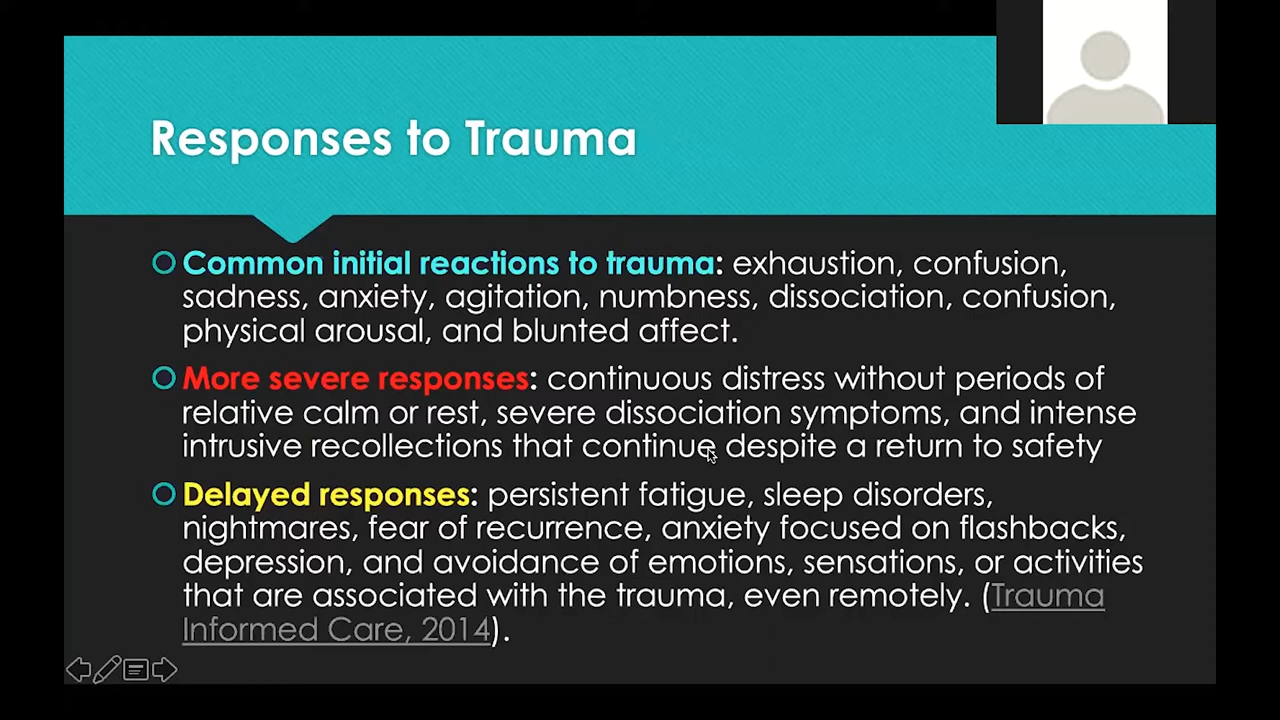 Responses to Trauma
Common initial reactions to trauma: exhaustion, confusion,
sadness, anxiety, agitation, numbness, dissociation, confusion,
physical arousal, and blunted affect.
More severe responses: continuous distress without periods of
relative calm or rest, severe dissociation symptoms, and intense
intrusive recollections that continue despite a return to safety
Delayed responses: persistent fatigue, sleep disorders,
nightmares, fear of recurrence, anxiety focused on flashbacks,
depression, and avoidance of emotions, sensations, or activities
that are associated with the trauma, even remotely. (Trauma
Informed Care, 2014).